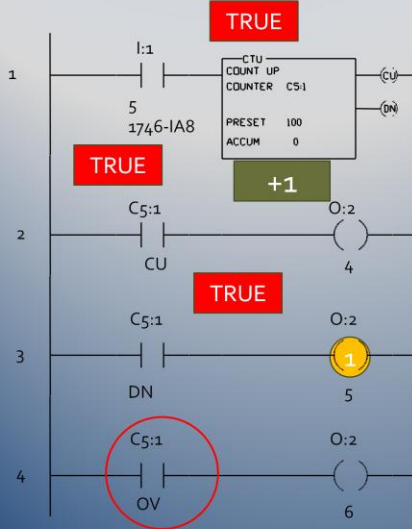 TRUE
I:1
CTU
COUNT UP
COUNTER C5:1
CU
1
DN
5
1746-IA8
PRESET 100
ACCUM 0
TRUE
+1
C5:1
O:2
2
CU
4
TRUE
C5:1
O:2
3
1
DN
5
C5:1
O:2
4
OV
6